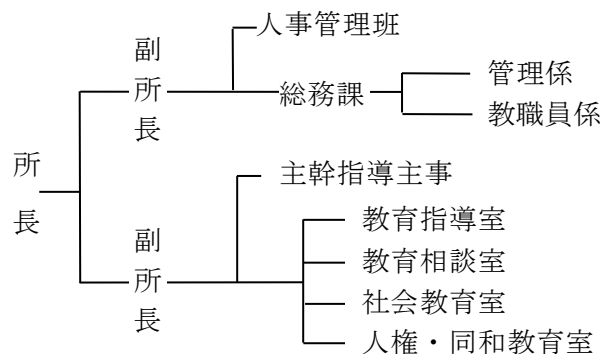 所長
副所長
人事管理班
総務課
管理係
教職員係
副所長
主幹指導主事
教育指導室
教育相談室
社会教育室
人権・同和教育室